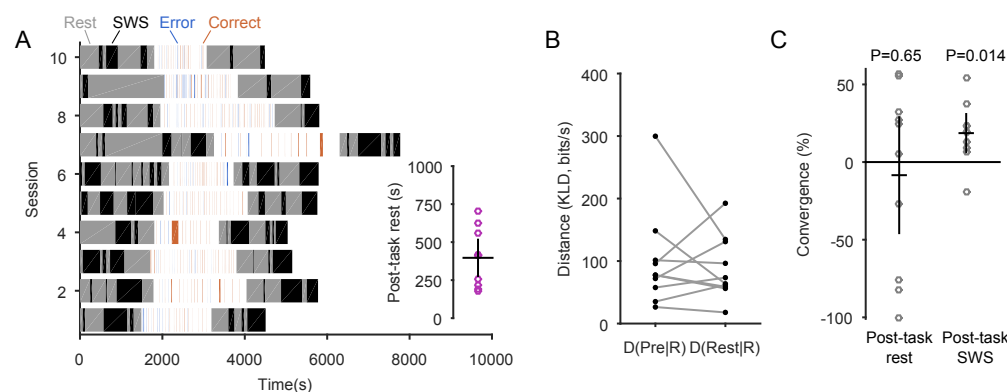 A
Rest
SWS
Error
Correct
Session
10
8
6
4
2
0
2000
4000
6000
8000
10000
Time(s)
Post-task rest (s)
1000
750
500
250
0
B
Distance (KLD, bits/s)
400
300
200
100
0
D(Pre|R)
D(Rest|R)
C
P=0.65
P=0.014
Convergence (%)
50
0
-50
-100
Post-task
rest
Post-task
SWS